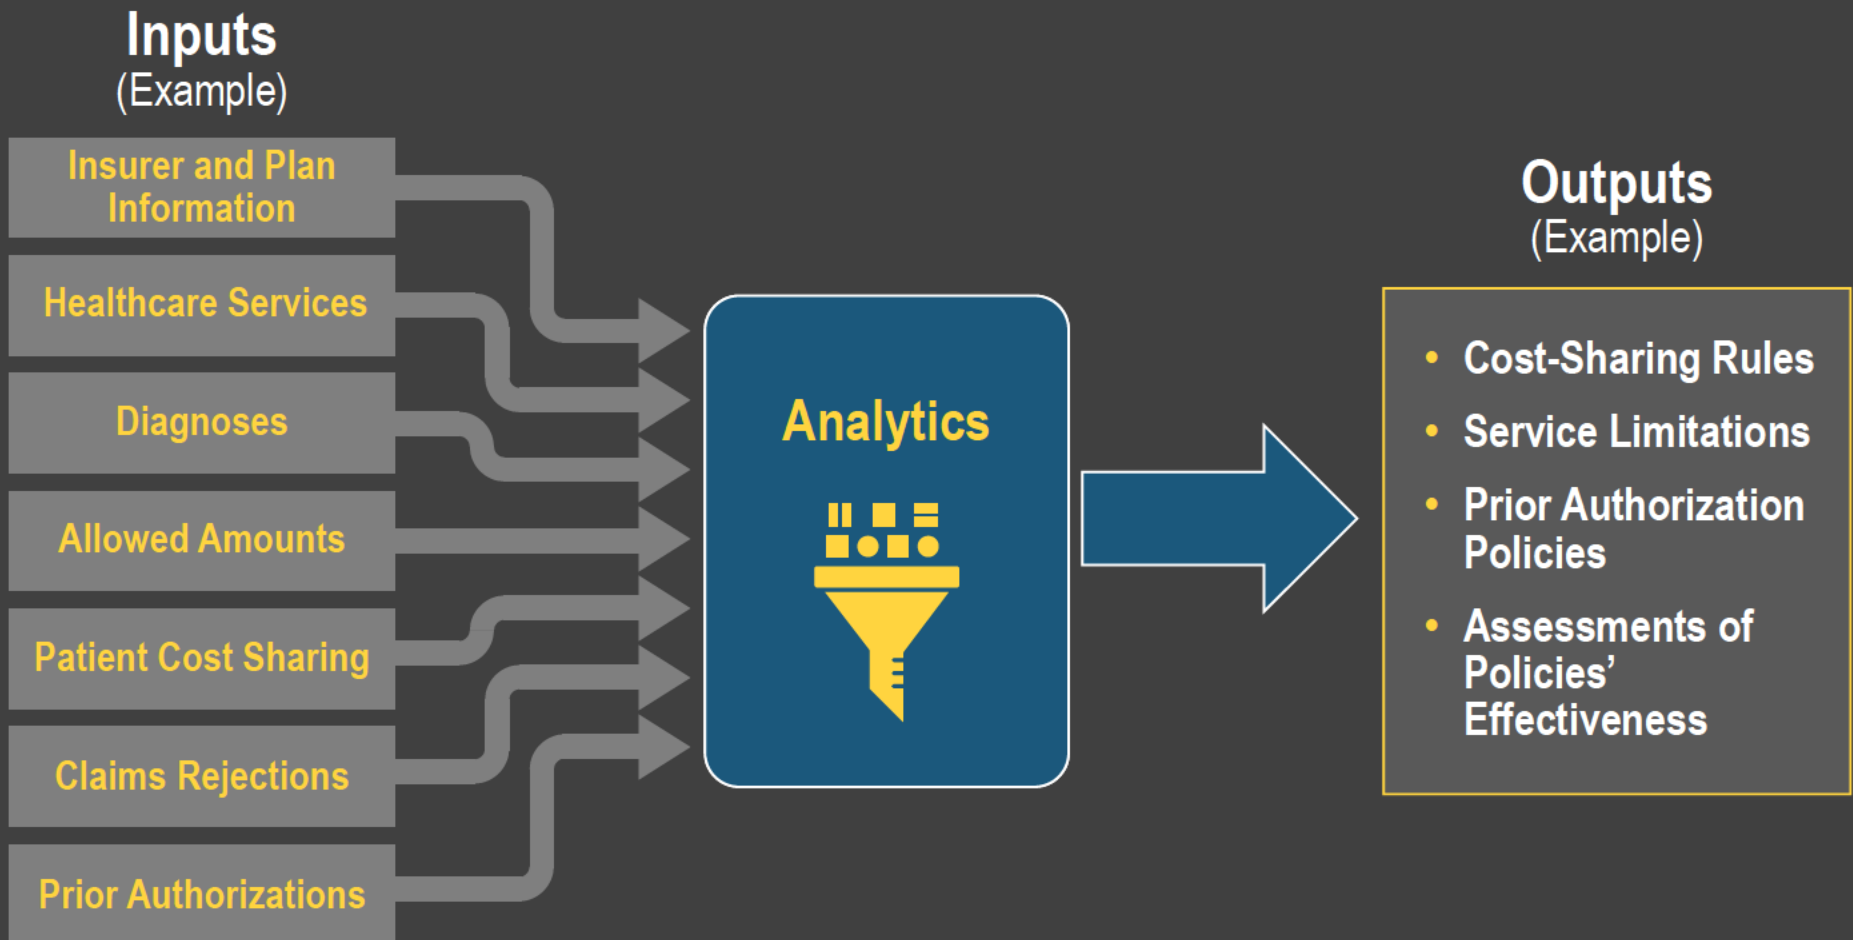 Inputs
(Example)
Insurer and Plan
Information
Healthcare Services
Diagnoses
Allowed Amounts
Patient Cost Sharing
Claims Rejections
Prior Authorizations
Analytics
Outputs
(Example)
• Cost-Sharing Rules
• Service Limitations
• Prior Authorization
Policies
• Assessments of
Policies’
Effectiveness